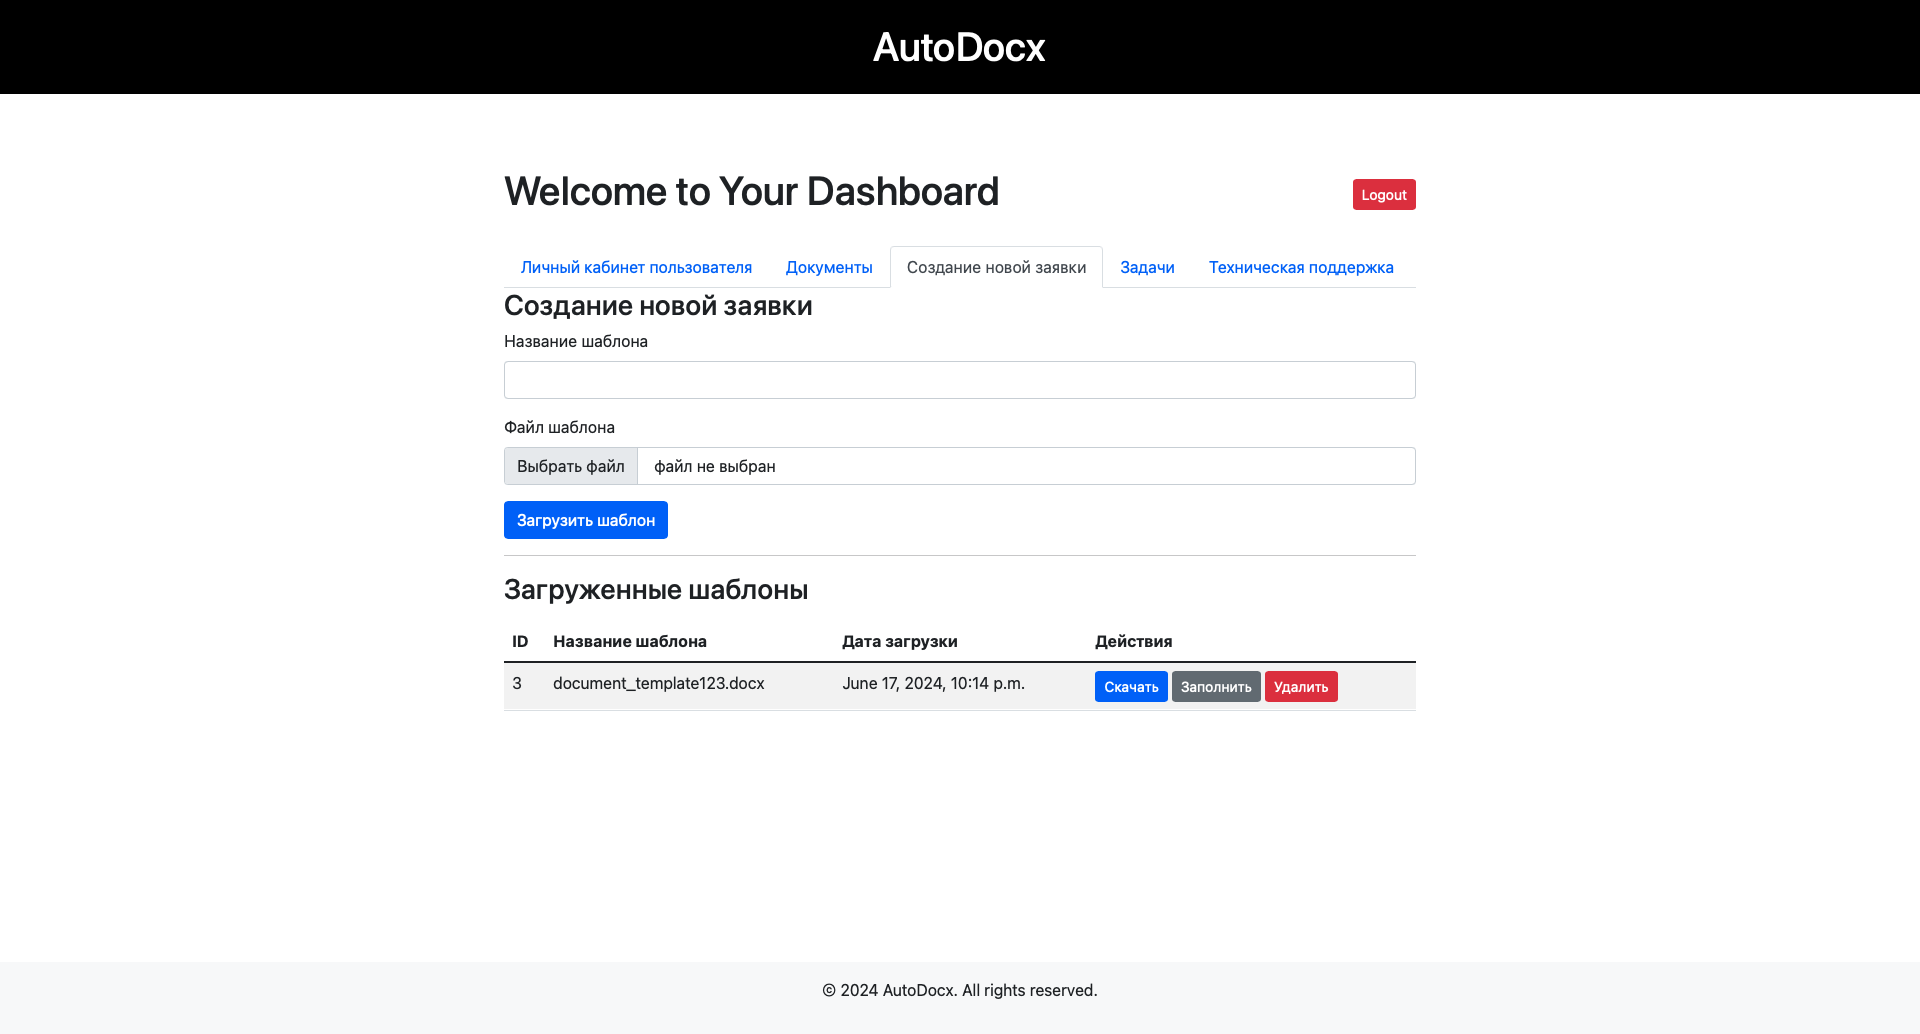 AutoDocx
Welcome to Your Dashboard
Logout
Личный кабинет пользователя Документы Создание новой заявки Задачи Техническая поддержка
Создание новой заявки
Название шаблона
Файл шаблона
Выбрать файл файл не выбран
Загрузить шаблон
Загруженные шаблоны
ID Название шаблона Дата загрузки Действия
3 document_template123.docx June 17, 2024, 10:14 p.m. Скачать Заполнить Удалить
© 2024 AutoDocx. All rights reserved.